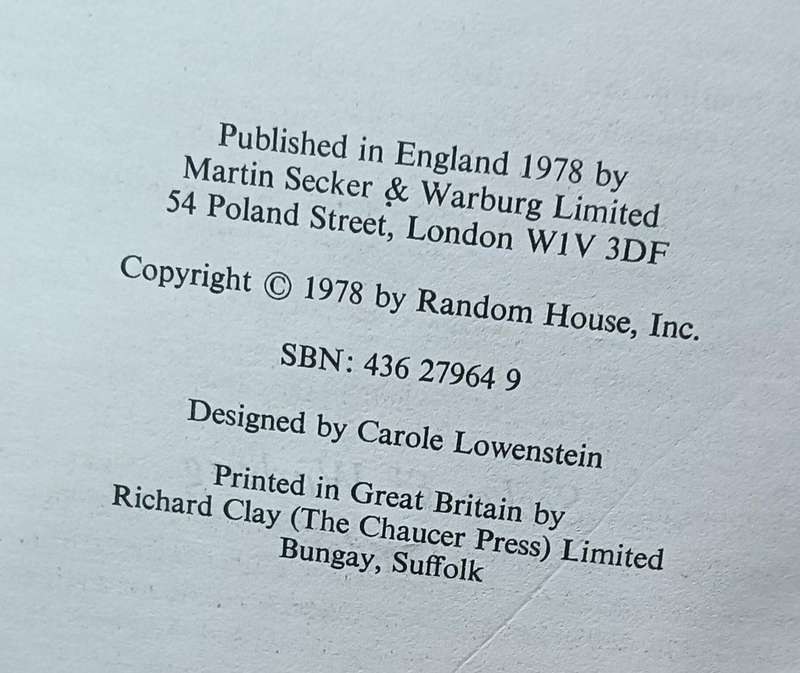 Published in England 1978 by
Martin Secker & Warburg Limited
54 Poland Street, London W1V 3DF
Copyright © 1978 by Random House, Inc.
SBN: 436 27964 9
Designed by Carole Lowenstein
Printed in Great Britain by
Richard Clay (The Chaucer Press) Limited
Bungay, Suffolk